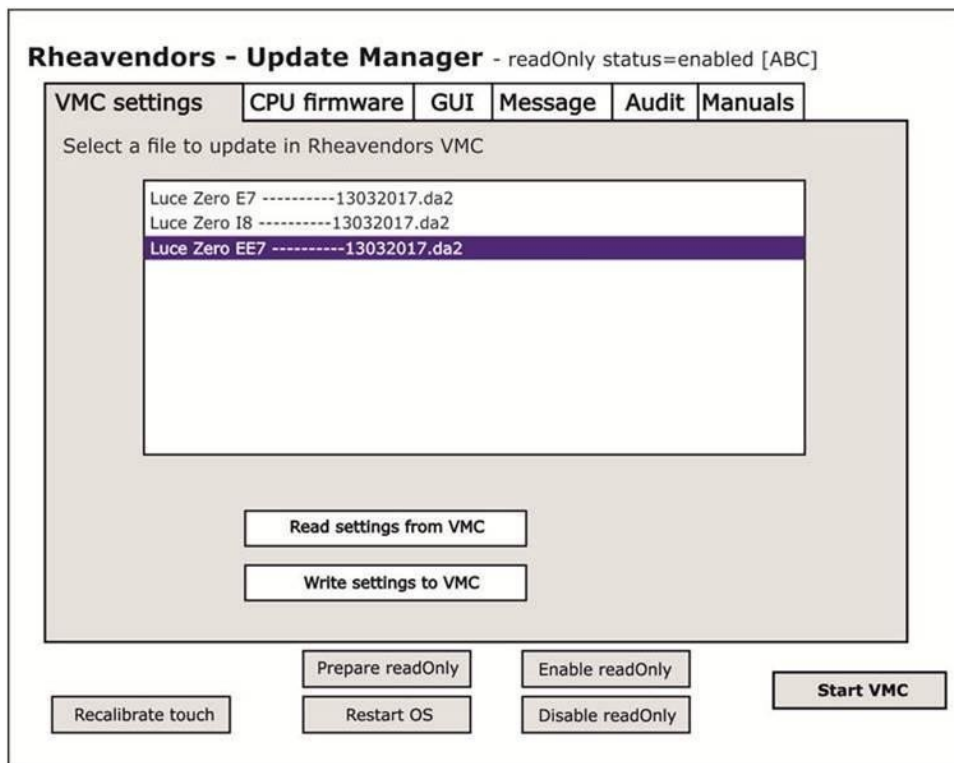 Rheavendors - Update Manager - readOnly status=enabled [ABC]
VMC settings CPU firmware GUI Message Audit Manuals
Select a file to update in Rheavendors VMC
Luce Zero E7 ----------13032017.da2
Luce Zero I8 ----------13032017.da2
Luce Zero EE7 ----------13032017.da2
Read settings from VMC
Write settings to VMC
Prepare readOnly Enable readOnly
Start VMC
Recalibrate touch Restart OS Disable readOnly